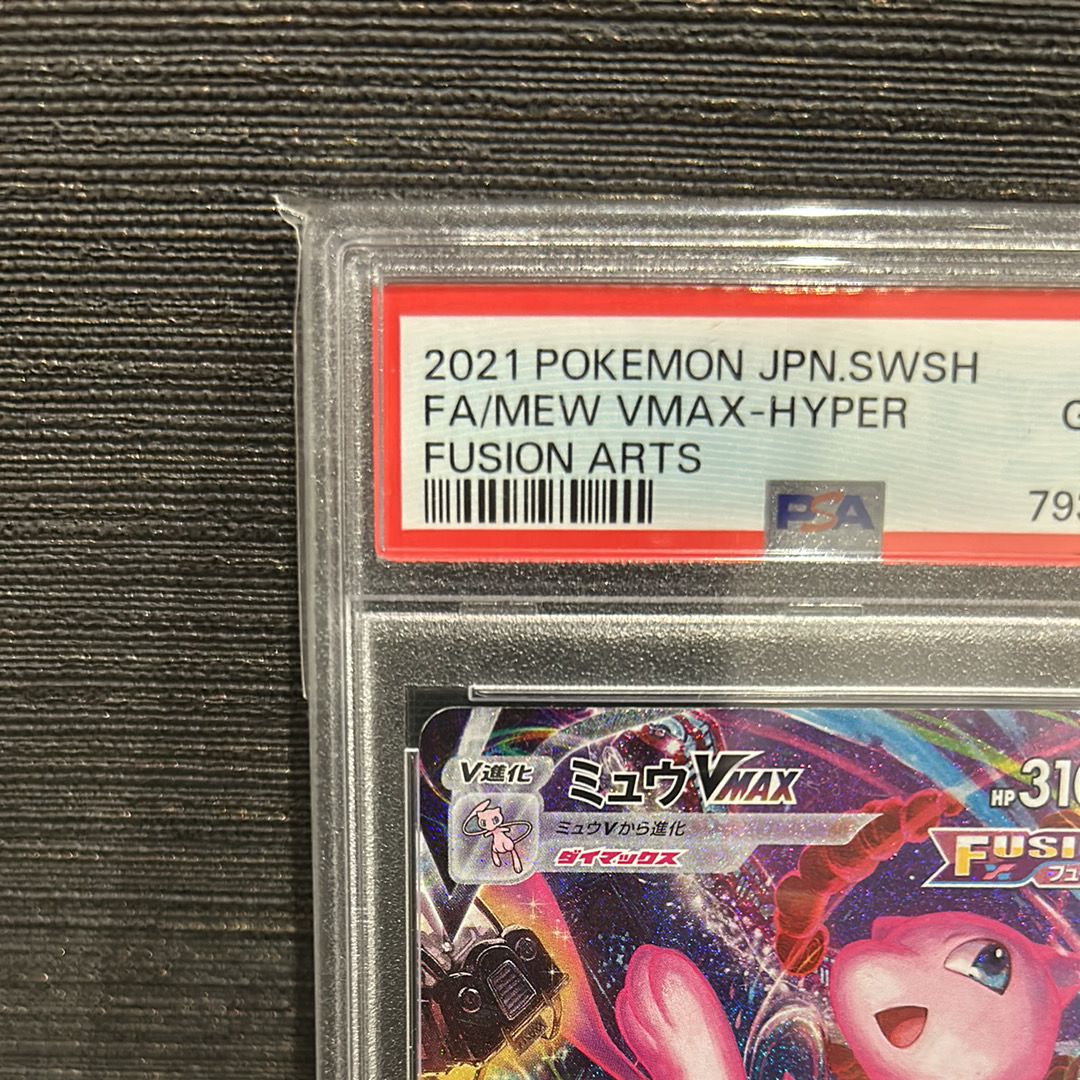 2021 POKEMON JPN.SWSH
FA/MEW VMAX-HYPER
FUSION ARTS
PSA
V進化
ミュウVMAX
HP 310
ミュウVから進化
ダイマックス